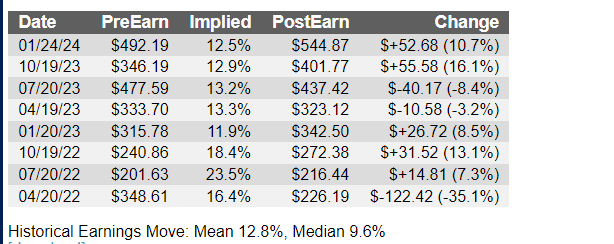 Date PreEarn Implied PostEarn Change
01/24/24 $492.19 12.5% $544.87 $+52.68 (10.7%)
10/19/23 $346.19 12.9% $401.77 $+55.58 (16.1%)
07/20/23 $477.59 13.2% $437.42 $-40.17 (-8.4%)
04/19/23 $333.70 13.3% $323.12 $-10.58 (-3.2%)
01/20/23 $315.78 11.9% $342.50 $+26.72 (8.5%)
10/19/22 $240.86 18.4% $272.38 $+31.52 (13.1%)
07/20/22 $201.63 23.5% $216.44 $+14.81 (7.3%)
04/20/22 $348.61 16.4% $226.19 $-122.42 (-35.1%)
Historical Earnings Move: Mean 12.8%, Median 9.6%